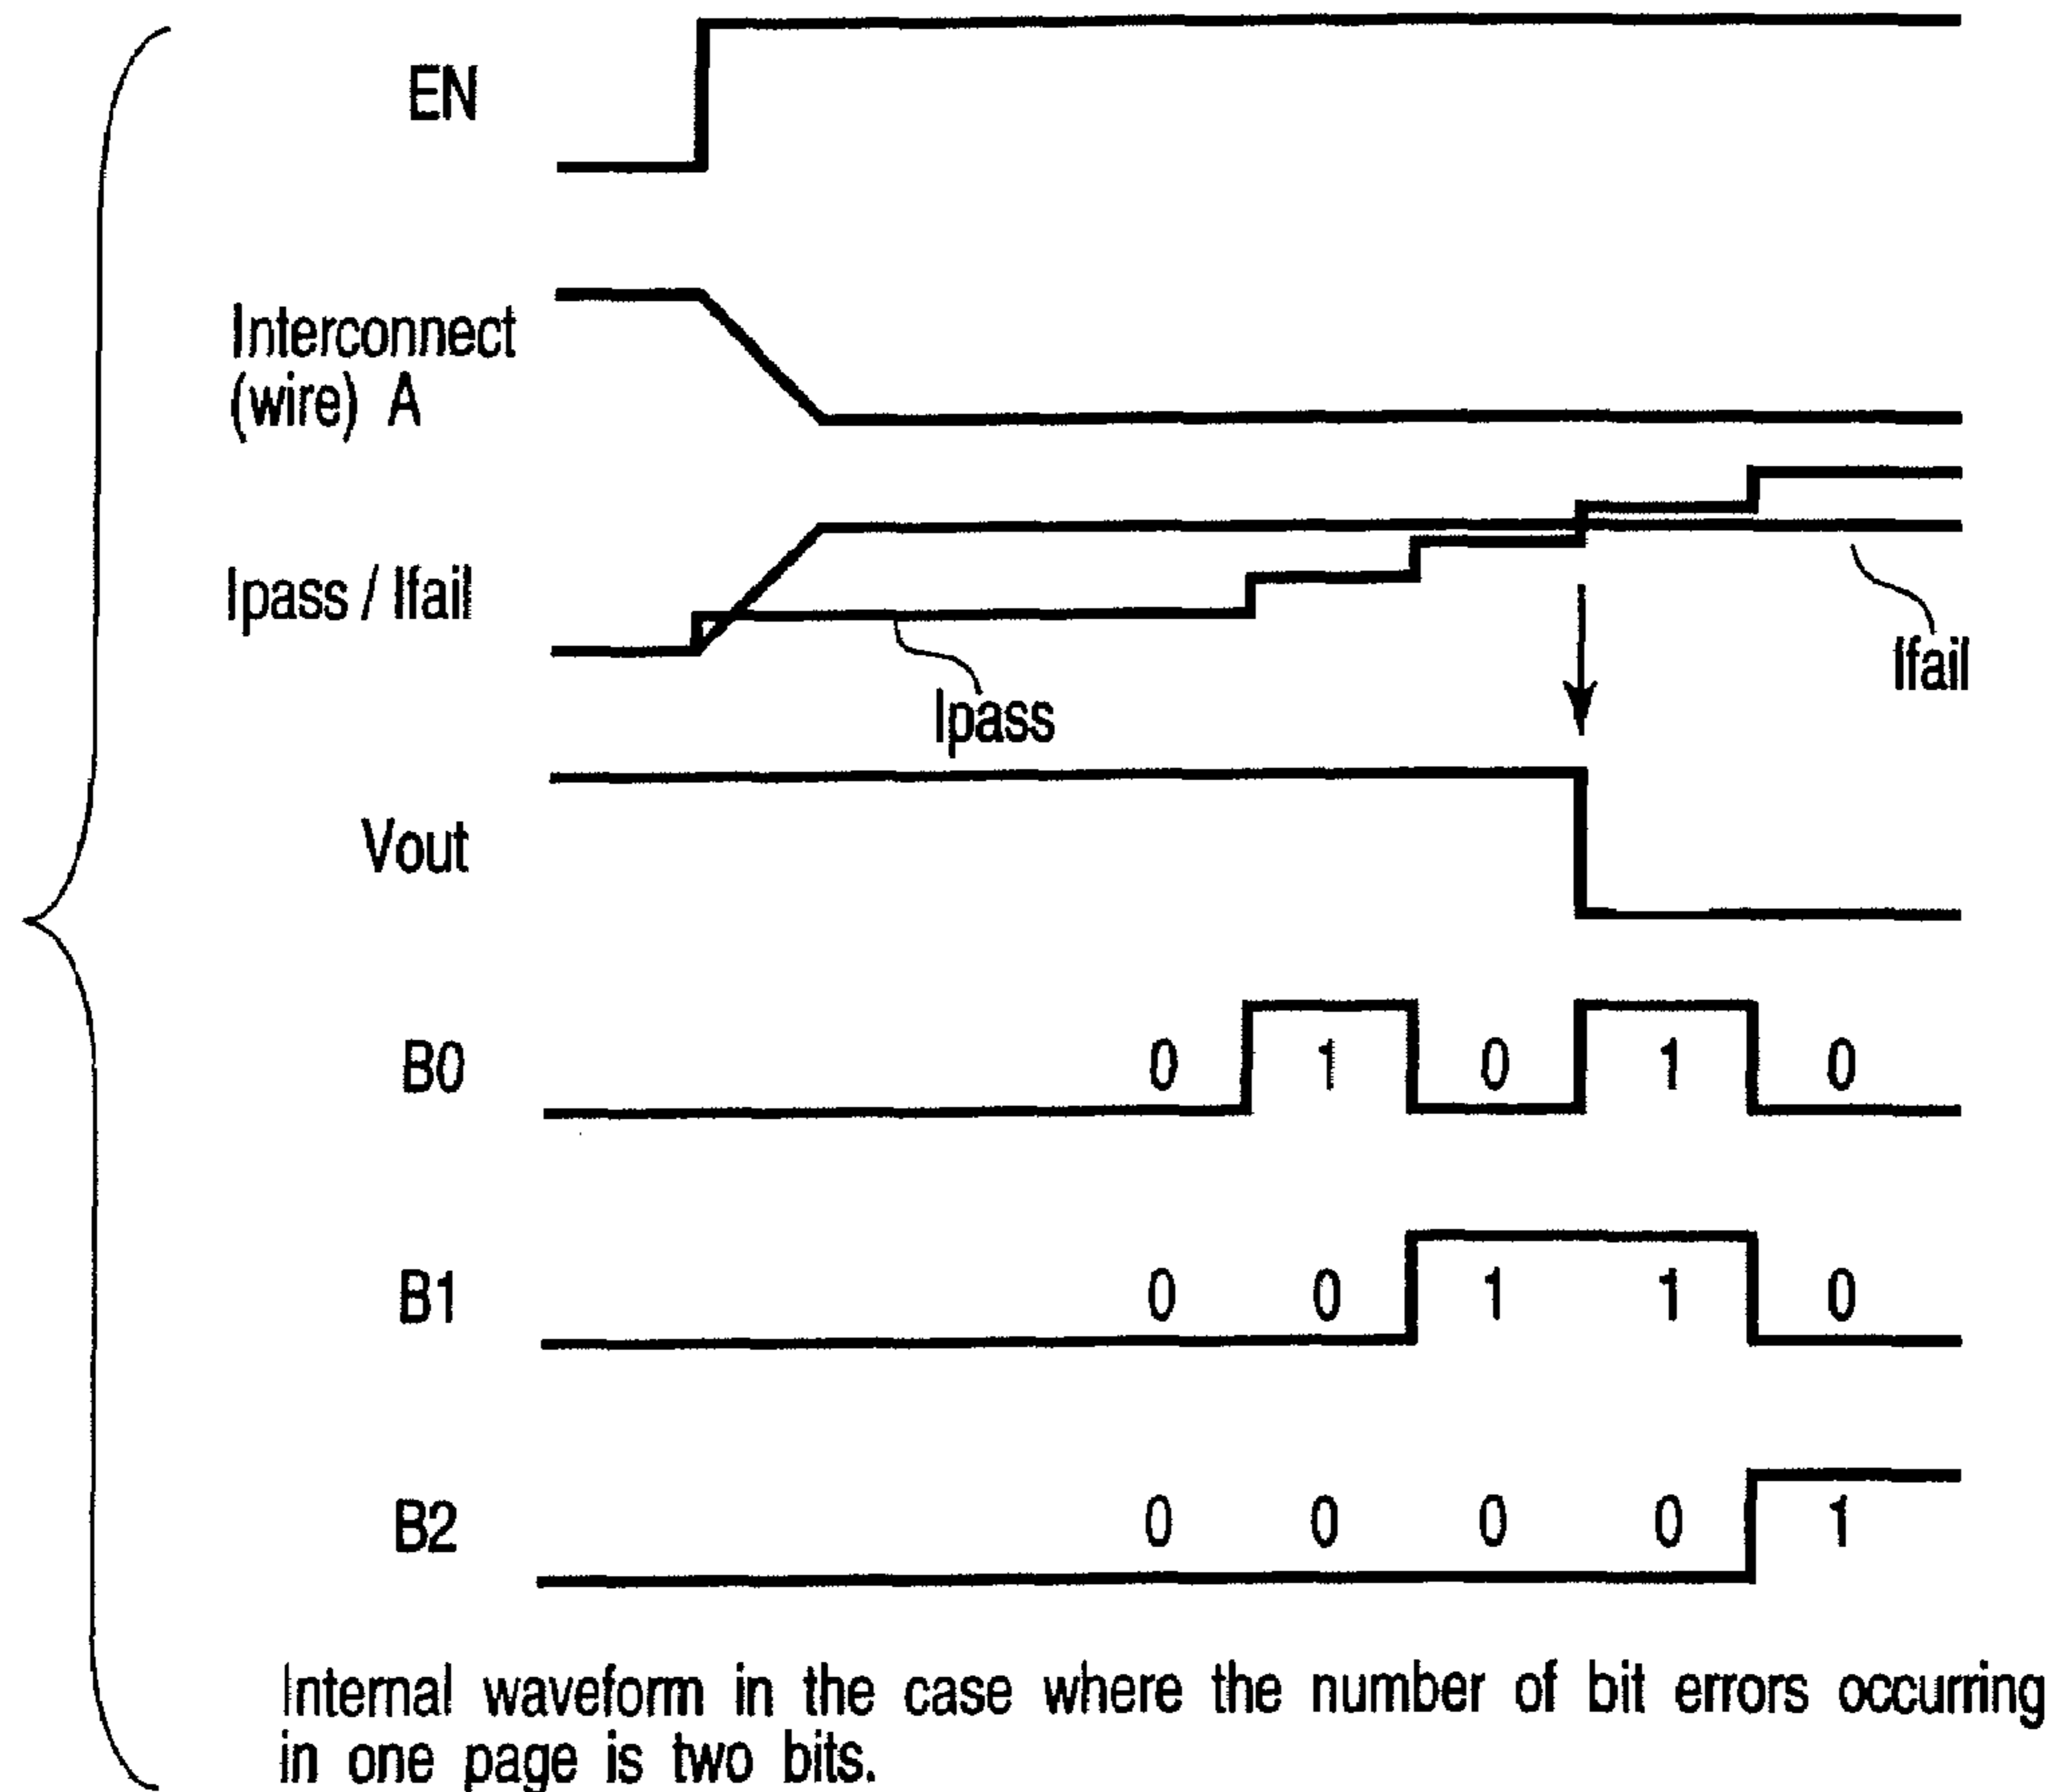 EN
Interconnect
(wire) A
Ipass / Ifail
Ifail
Ipass
Vout
B0 0 1 0 1 0
B1 0 0 1 1 0
B2 0 0 0 0 1
Internal waveform in the case where the number of bit errors occurring
in one page is two bits.